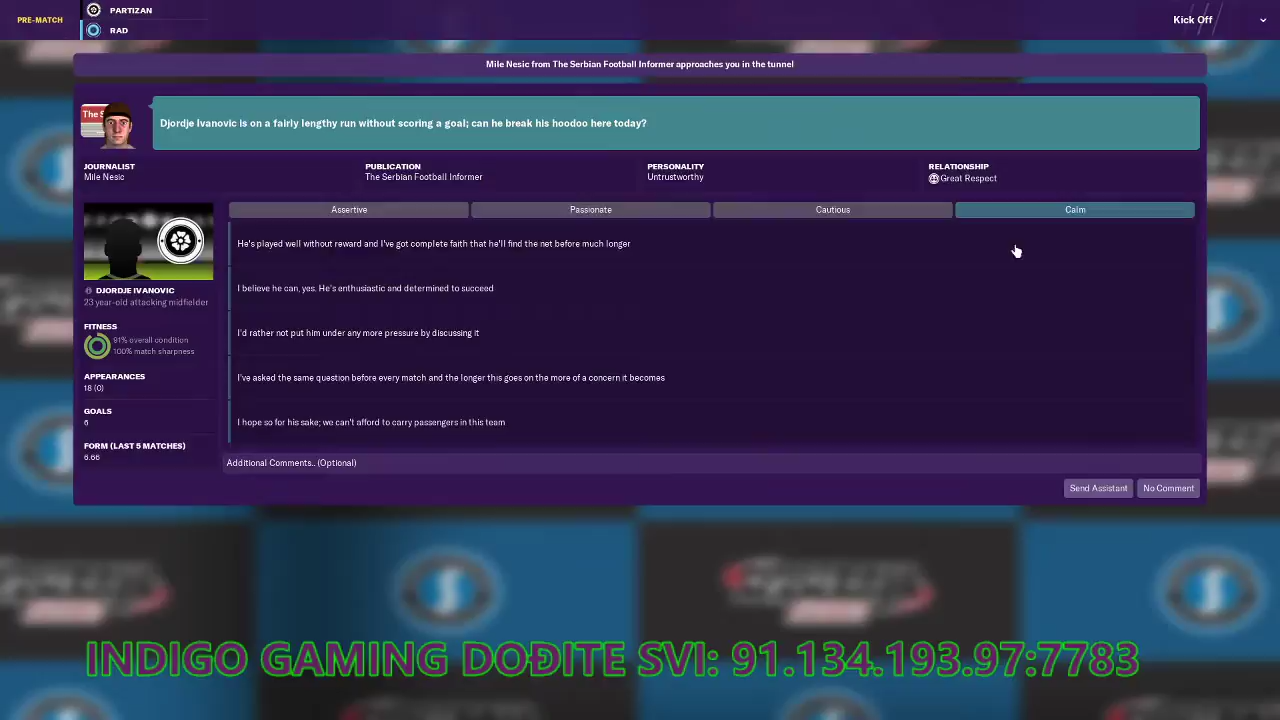 PRE-MATCH
PARTIZAN
RAD
Kick Off
Mile Nesic from The Serbian Football Informer approaches you in the tunnel
The S
Djordje Ivanovic is on a fairly lengthy run without scoring a goal; can he break his hoodoo here today?
JOURNALIST
Mile Nesic
PUBLICATION
The Serbian Football Informer
PERSONALITY
Untrustworthy
RELATIONSHIP
Great Respect
Assertive
Passionate
Cautious
Calm
DJORDJE IVANOVIC
23 year-old attacking midfielder
FITNESS
91% overall condition
100% match sharpness
APPEARANCES
18 (0)
GOALS
6
FORM (LAST 5 MATCHES)
6.66
He's played well without reward and I've got complete faith that he'll find the net before much longer
I believe he can, yes. He's enthusiastic and determined to succeed
I'd rather not put him under any more pressure by discussing it
I've asked the same question before every match and the longer this goes on the more of a concern it becomes
I hope so for his sake; we can't afford to carry passengers in this team
Additional Comments.. (Optional)
Send Assistant
No Comment
INDIGO GAMING DOĐITE SVI: 91.134.193.97:7783